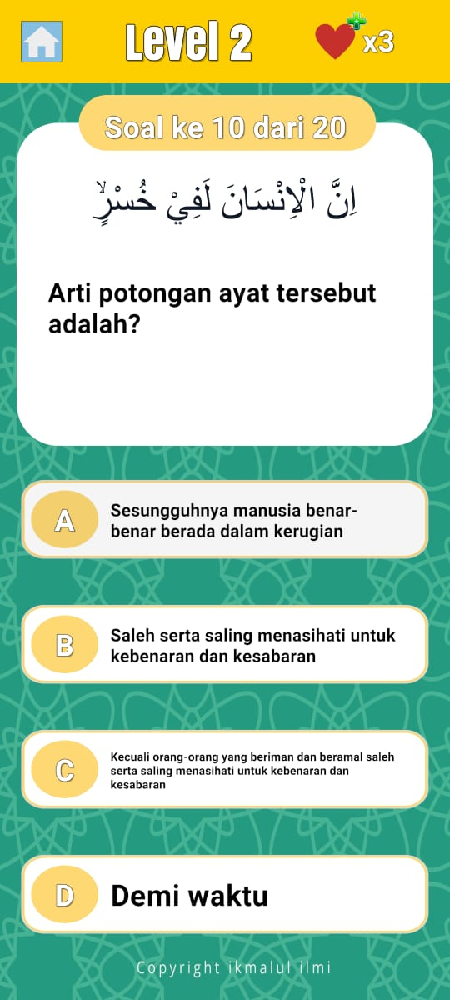 Level 2
x3
Soal ke 10 dari 20
اِنَّ الْاِنْسَانَ لَفِيْ خُسْرٍۙ
Arti potongan ayat tersebut
adalah?
A
Sesungguhnya manusia benar-
benar berada dalam kerugian
B
Saleh serta saling menasihati untuk
kebenaran dan kesabaran
C
Kecuali orang-orang yang beriman dan beramal saleh
serta saling menasihati untuk kebenaran dan
kesabaran
D
Demi waktu
Copyright ikmalul ilmi